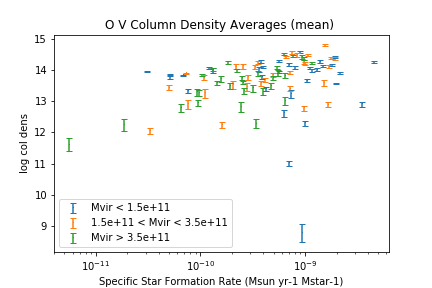 O V Column Density Averages (mean)
15
14
13
12
11
10
9
log col dens
Mvir < 1.5e+11
1.5e+11 < Mvir < 3.5e+11
Mvir > 3.5e+11
10⁻¹¹ 10⁻¹⁰ 10⁻⁹
Specific Star Formation Rate (Msun yr-1 Mstar-1)